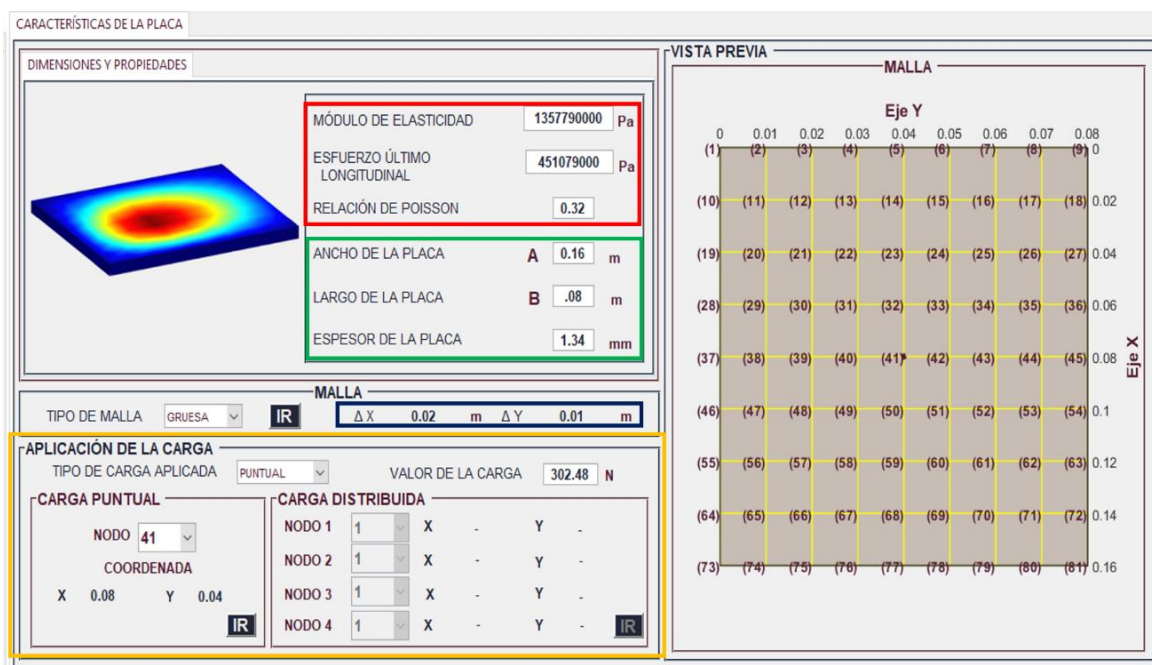 CARACTERÍSTICAS DE LA PLACA
DIMENSIONES Y PROPIEDADES
MÓDULO DE ELASTICIDAD 1357790000 Pa
ESFUERZO ÚLTIMO
LONGITUDINAL 451079000 Pa
RELACIÓN DE POISSON 0.32
ANCHO DE LA PLACA A 0.16 m
LARGO DE LA PLACA B .08 m
ESPESOR DE LA PLACA 1.34 mm
MALLA
TIPO DE MALLA GRUESA IR Δ X 0.02 m Δ Y 0.01 m
APLICACIÓN DE LA CARGA
TIPO DE CARGA APLICADA PUNTUAL VALOR DE LA CARGA 302.48 N
CARGA PUNTUAL
NODO 41
COORDENADA
X 0.08 Y 0.04
IR
CARGA DISTRIBUIDA
NODO 1 1 X - Y -
NODO 2 1 X - Y -
NODO 3 1 X - Y -
NODO 4 1 X - Y - IR
VISTA PREVIA
MALLA
Eje Y
0 0.01 0.02 0.03 0.04 0.05 0.06 0.07 0.08
(1) (2) (3) (4) (5) (6) (7) (8) (9) 0
(10) (11) (12) (13) (14) (15) (16) (17) (18) 0.02
(19) (20) (21) (22) (23) (24) (25) (26) (27) 0.04
(28) (29) (30) (31) (32) (33) (34) (35) (36) 0.06
(37) (38) (39) (40) (41) (42) (43) (44) (45) 0.08
Eje X
(46) (47) (48) (49) (50) (51) (52) (53) (54) 0.1
(55) (56) (57) (58) (59) (60) (61) (62) (63) 0.12
(64) (65) (66) (67) (68) (69) (70) (71) (72) 0.14
(73) (74) (75) (76) (77) (78) (79) (80) (81) 0.16